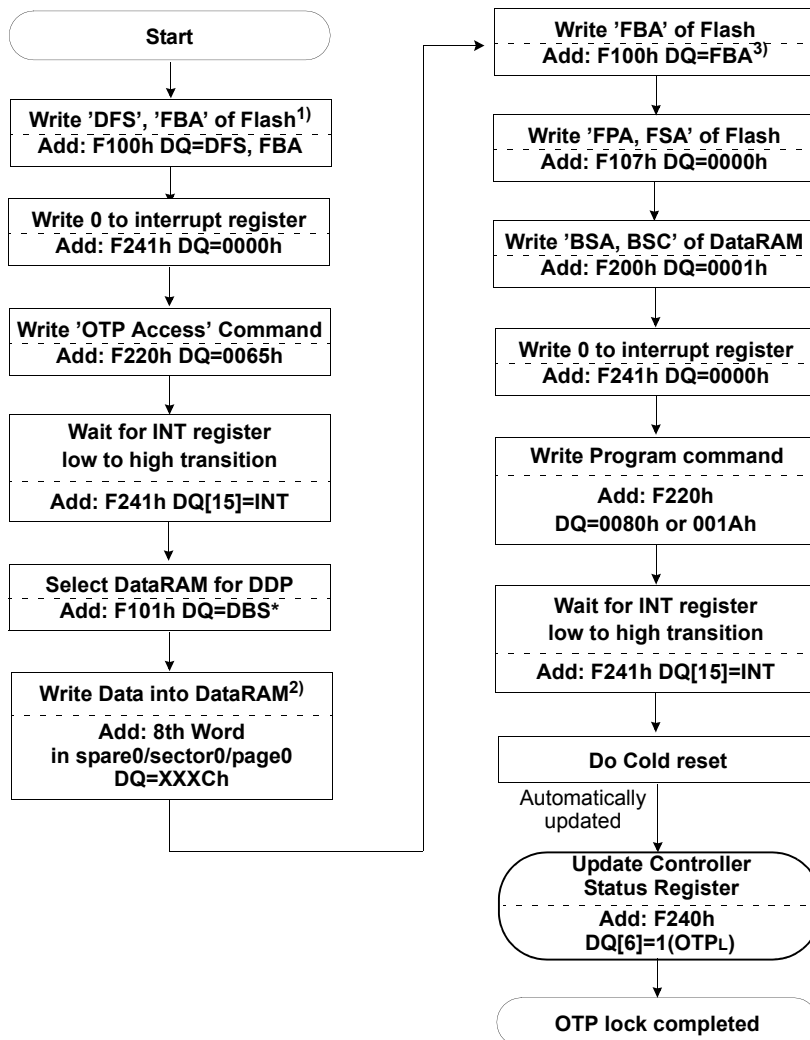 Start
Write ’DFS’, ’FBA’ of Flash1)
Add: F100h DQ=DFS, FBA
Write 0 to interrupt register
Add: F241h DQ=0000h
Write ’OTP Access’ Command
Add: F220h DQ=0065h
Wait for INT register
low to high transition
Add: F241h DQ[15]=INT
Select DataRAM for DDP
Add: F101h DQ=DBS*
Write Data into DataRAM2)
Add: 8th Word
in spare0/sector0/page0
DQ=XXXCh
Write ’FBA’ of Flash
Add: F100h DQ=FBA3)
Write ’FPA, FSA’ of Flash
Add: F107h DQ=0000h
Write ’BSA, BSC’ of DataRAM
Add: F200h DQ=0001h
Write 0 to interrupt register
Add: F241h DQ=0000h
Write Program command
Add: F220h
DQ=0080h or 001Ah
Wait for INT register
low to high transition
Add: F241h DQ[15]=INT
Do Cold reset
Automatically
updated
Update Controller
Status Register
Add: F240h
DQ[6]=1(OTPL)
OTP lock completed